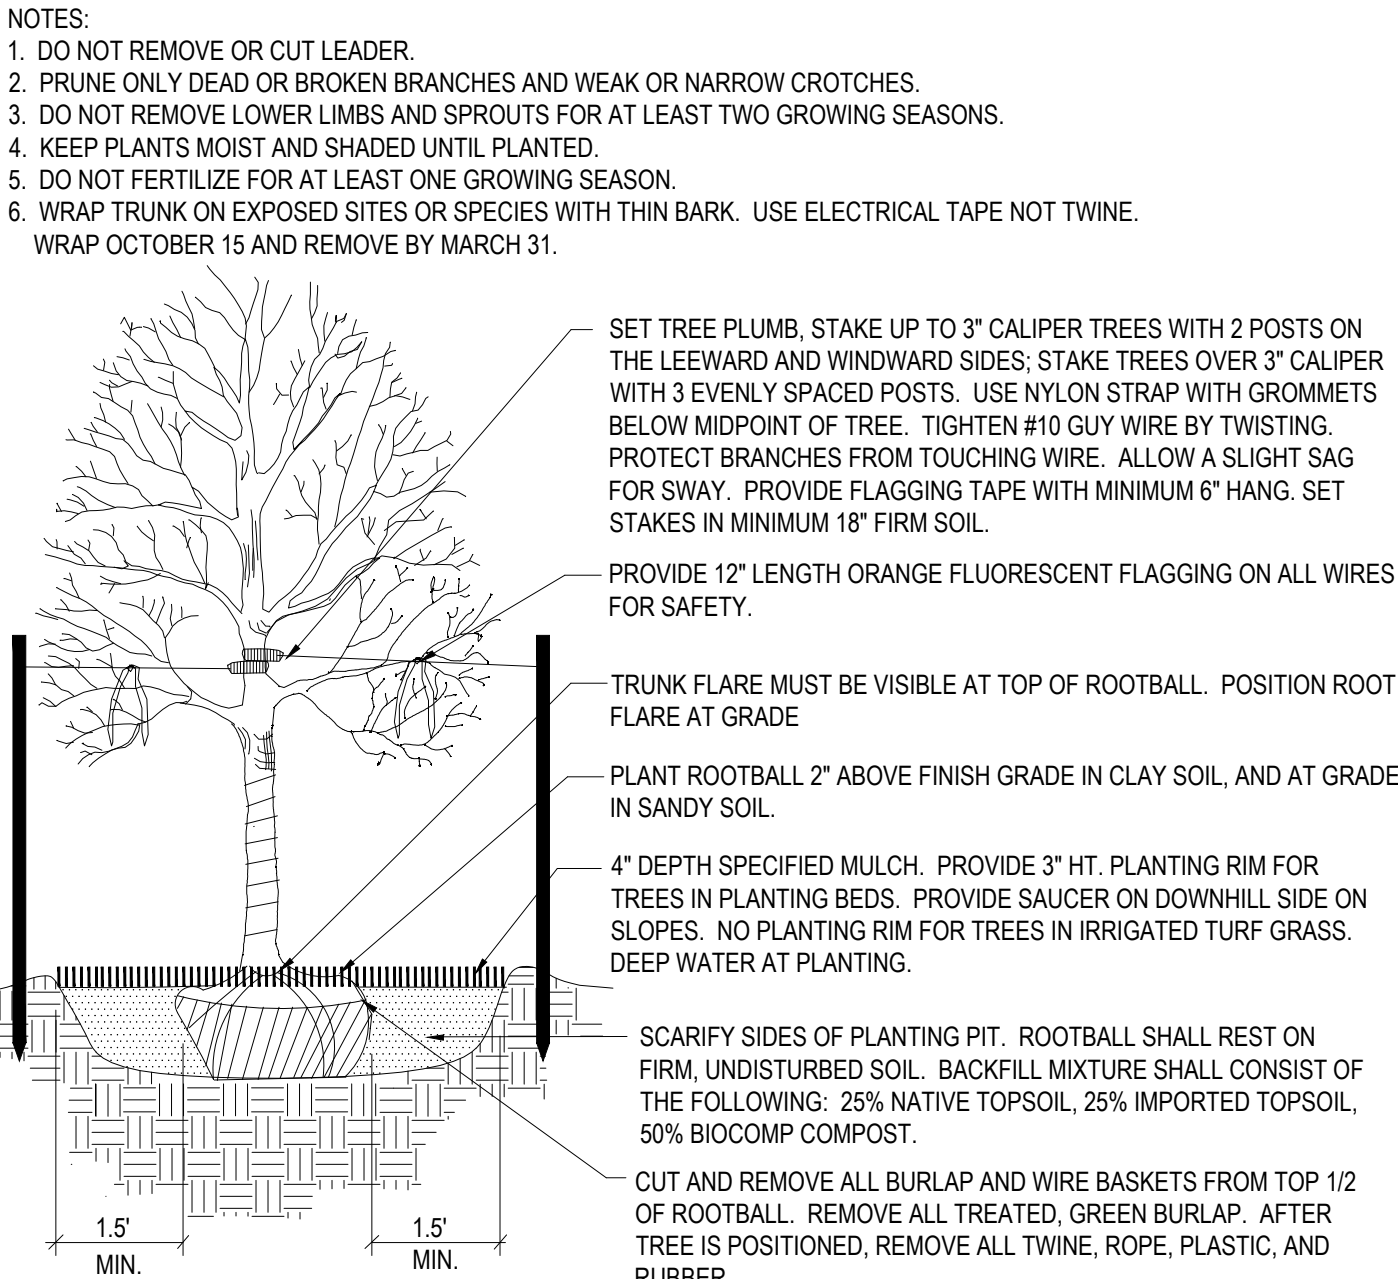 NOTES:
1. DO NOT REMOVE OR CUT LEADER.
2. PRUNE ONLY DEAD OR BROKEN BRANCHES AND WEAK OR NARROW CROTCHES.
3. DO NOT REMOVE LOWER LIMBS AND SPROUTS FOR AT LEAST TWO GROWING SEASONS.
4. KEEP PLANTS MOIST AND SHADED UNTIL PLANTED.
5. DO NOT FERTILIZE FOR AT LEAST ONE GROWING SEASON.
6. WRAP TRUNK ON EXPOSED SITES OR SPECIES WITH THIN BARK. USE ELECTRICAL TAPE NOT TWINE.
WRAP OCTOBER 15 AND REMOVE BY MARCH 31.
SET TREE PLUMB, STAKE UP TO 3" CALIPER TREES WITH 2 POSTS ON
THE LEEWARD AND WINDWARD SIDES; STAKE TREES OVER 3" CALIPER
WITH 3 EVENLY SPACED POSTS. USE NYLON STRAP WITH GROMMETS
BELOW MIDPOINT OF TREE. TIGHTEN #10 GUY WIRE BY TWISTING.
PROTECT BRANCHES FROM TOUCHING WIRE. ALLOW A SLIGHT SAG
FOR SWAY. PROVIDE FLAGGING TAPE WITH MINIMUM 6" HANG. SET
STAKES IN MINIMUM 18" FIRM SOIL.
PROVIDE 12" LENGTH ORANGE FLUORESCENT FLAGGING ON ALL WIRES
FOR SAFETY.
TRUNK FLARE MUST BE VISIBLE AT TOP OF ROOTBALL. POSITION ROOT
FLARE AT GRADE
PLANT ROOTBALL 2" ABOVE FINISH GRADE IN CLAY SOIL, AND AT GRADE
IN SANDY SOIL.
4" DEPTH SPECIFIED MULCH. PROVIDE 3" HT. PLANTING RIM FOR
TREES IN PLANTING BEDS. PROVIDE SAUCER ON DOWNHILL SIDE ON
SLOPES. NO PLANTING RIM FOR TREES IN IRRIGATED TURF GRASS.
DEEP WATER AT PLANTING.
SCARIFY SIDES OF PLANTING PIT. ROOTBALL SHALL REST ON
FIRM, UNDISTURBED SOIL. BACKFILL MIXTURE SHALL CONSIST OF
THE FOLLOWING: 25% NATIVE TOPSOIL, 25% IMPORTED TOPSOIL,
50% BIOCOMP COMPOST.
CUT AND REMOVE ALL BURLAP AND WIRE BASKETS FROM TOP 1/2
OF ROOTBALL. REMOVE ALL TREATED, GREEN BURLAP. AFTER
TREE IS POSITIONED, REMOVE ALL TWINE, ROPE, PLASTIC, AND
RUBBER
1.5'
MIN.
1.5'
MIN.